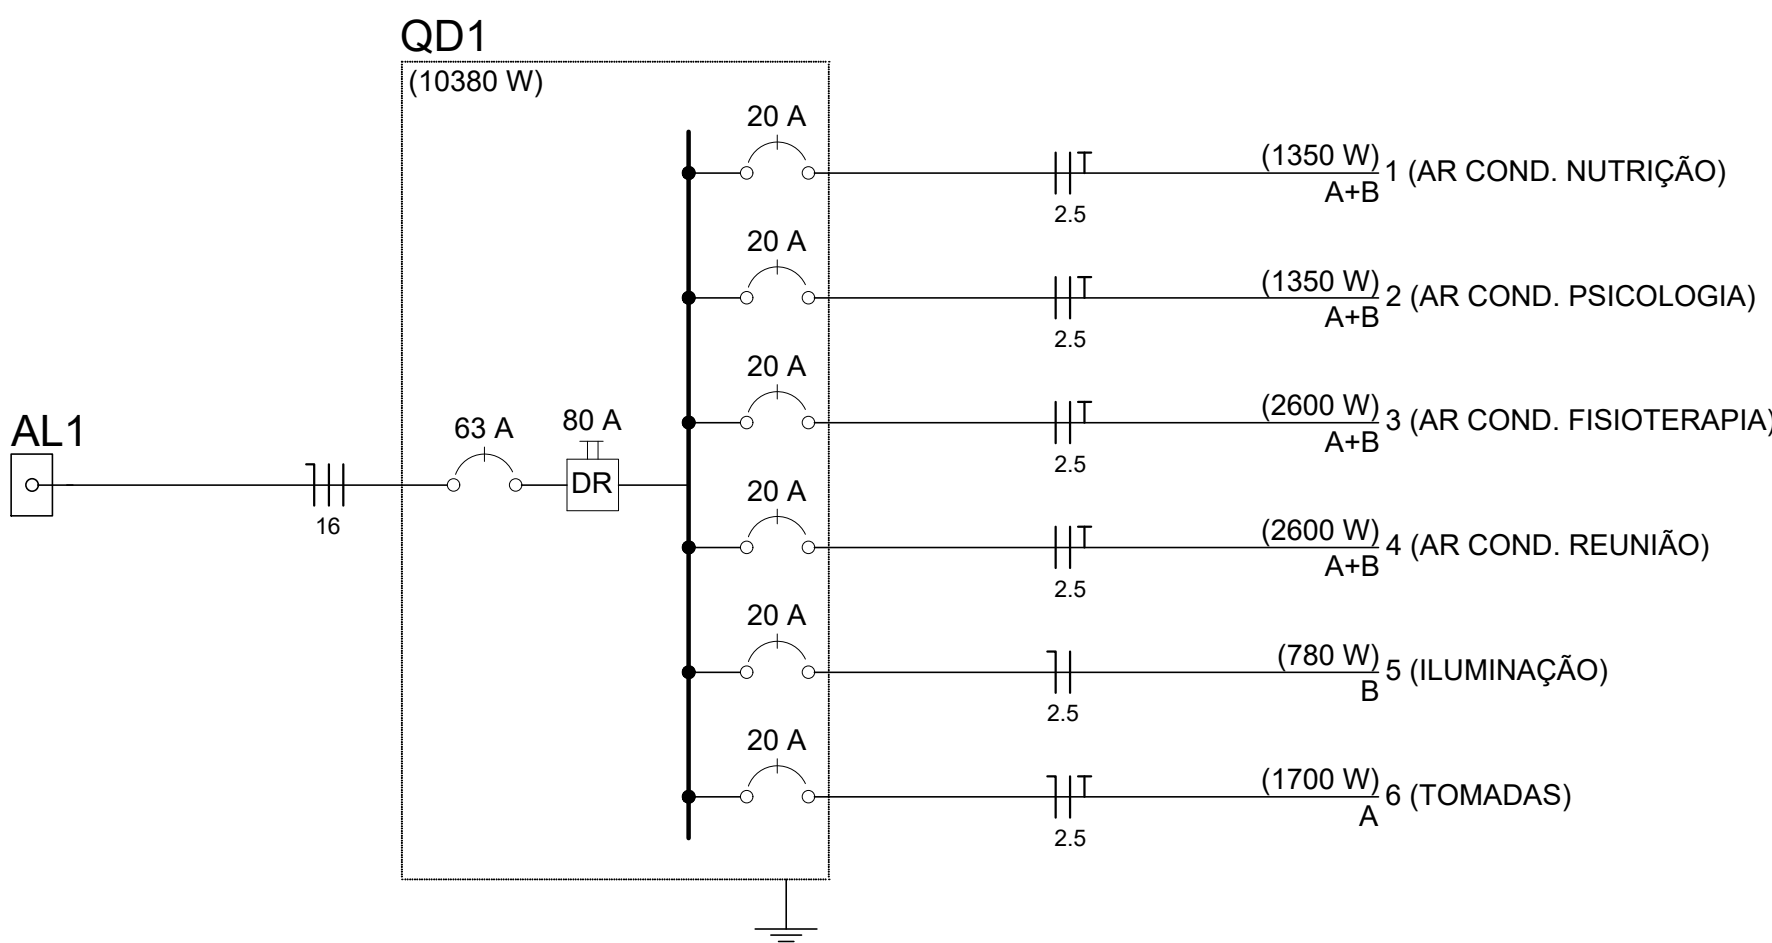 QD1
(10380 W)
20 A
(1350 W) 1 (AR COND. NUTRIÇÃO)
A+B
2.5
20 A
(1350 W) 2 (AR COND. PSICOLOGIA)
A+B
2.5
20 A
(2600 W) 3 (AR COND. FISIOTERAPIA)
A+B
2.5
AL1
16
63 A
80 A
DR
20 A
(2600 W) 4 (AR COND. REUNIÃO)
A+B
2.5
20 A
(780 W) 5 (ILUMINAÇÃO)
B
2.5
20 A
(1700 W) 6 (TOMADAS)
A
2.5